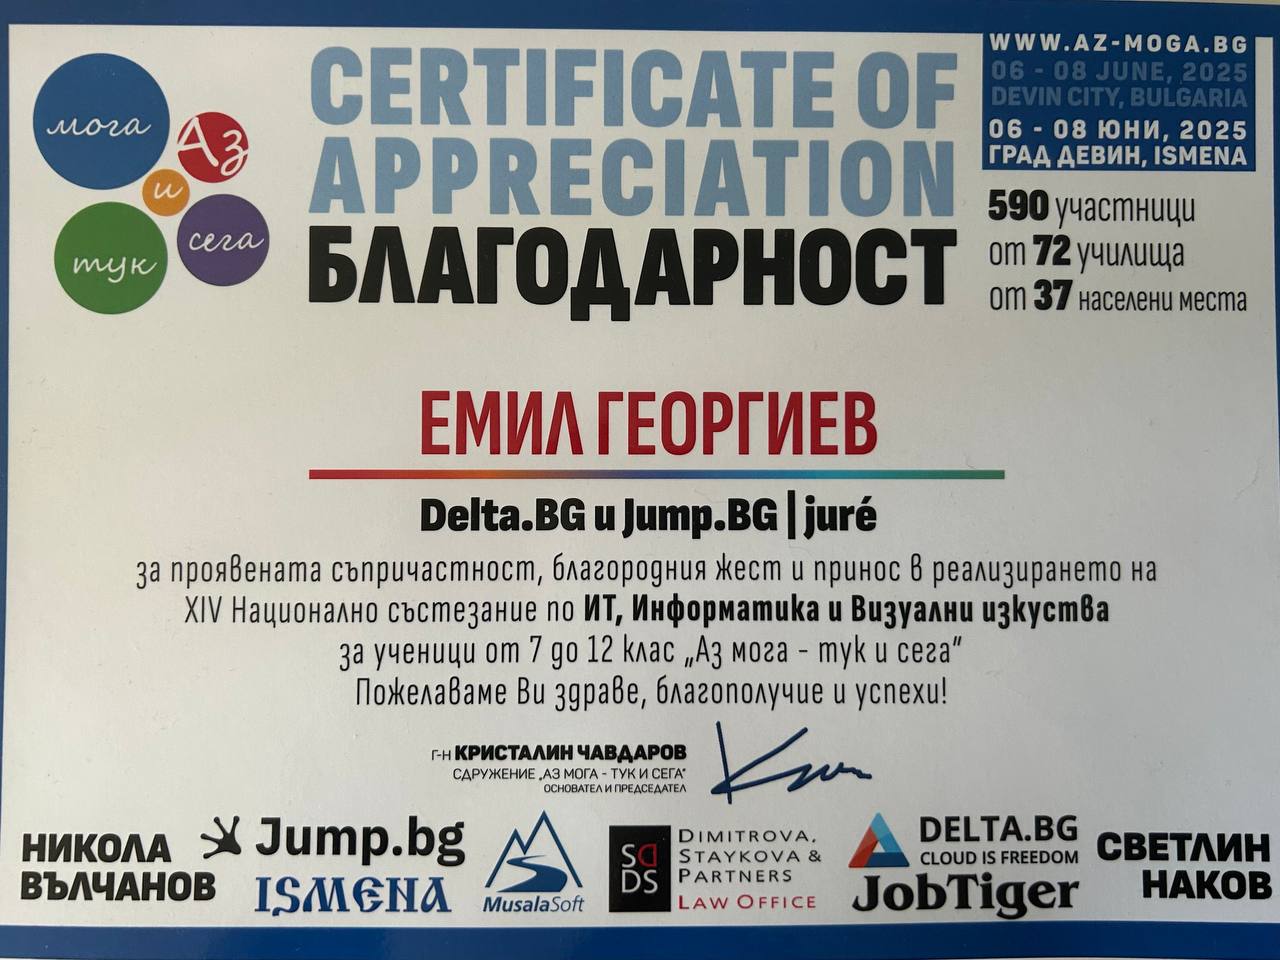 мога
Аз
и
тук
сега
CERTIFICATE OF
APPRECIATION
БЛАГОДАРНОСТ
WWW.AZ-MOGA.BG
06 - 08 JUNE, 2025
DEVIN CITY, BULGARIA
06 - 08 ЮНИ, 2025
ГРАД ДЕВИН, ISMENA
590 участници
от 72 училища
от 37 населени места
ЕМИЛ ГЕОРГИЕВ
Delta.BG и Jump.BG | juré
за проявената съпричастност, благородния жест и принос в реализирането на
XIV Национално състезание по ИТ, Информатика и Визуални изкуства
за ученици от 7 до 12 клас „Аз мога - тук и сега“
Пожелаваме Ви здраве, благополучие и успехи!
Г-Н КРИСТАЛИН ЧАВДАРОВ
СДРУЖЕНИЕ „АЗ МОГА - ТУК И СЕГА“
ОСНОВАТЕЛ И ПРЕДСЕДАТЕЛ
НИКОЛА
ВЪЛЧАНОВ
Jump.bg
ISMENA
MusalaSoft
SD
DS
DIMITROVA,
STAYKOVA &
PARTNERS
LAW OFFICE
DELTA.BG
CLOUD IS FREEDOM
JobTiger
СВЕТЛИН
НАКОВ